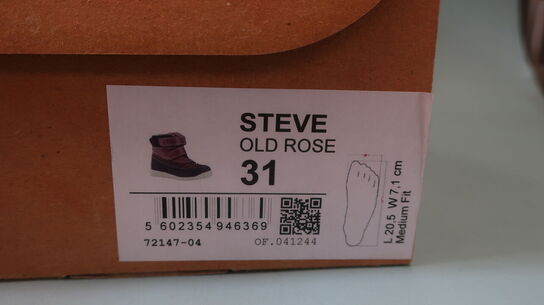 STEVE
OLD ROSE
31
5 602354 946369
72147-04
OF.041244
L 20,5 W 7,1 cm
Medium Fit